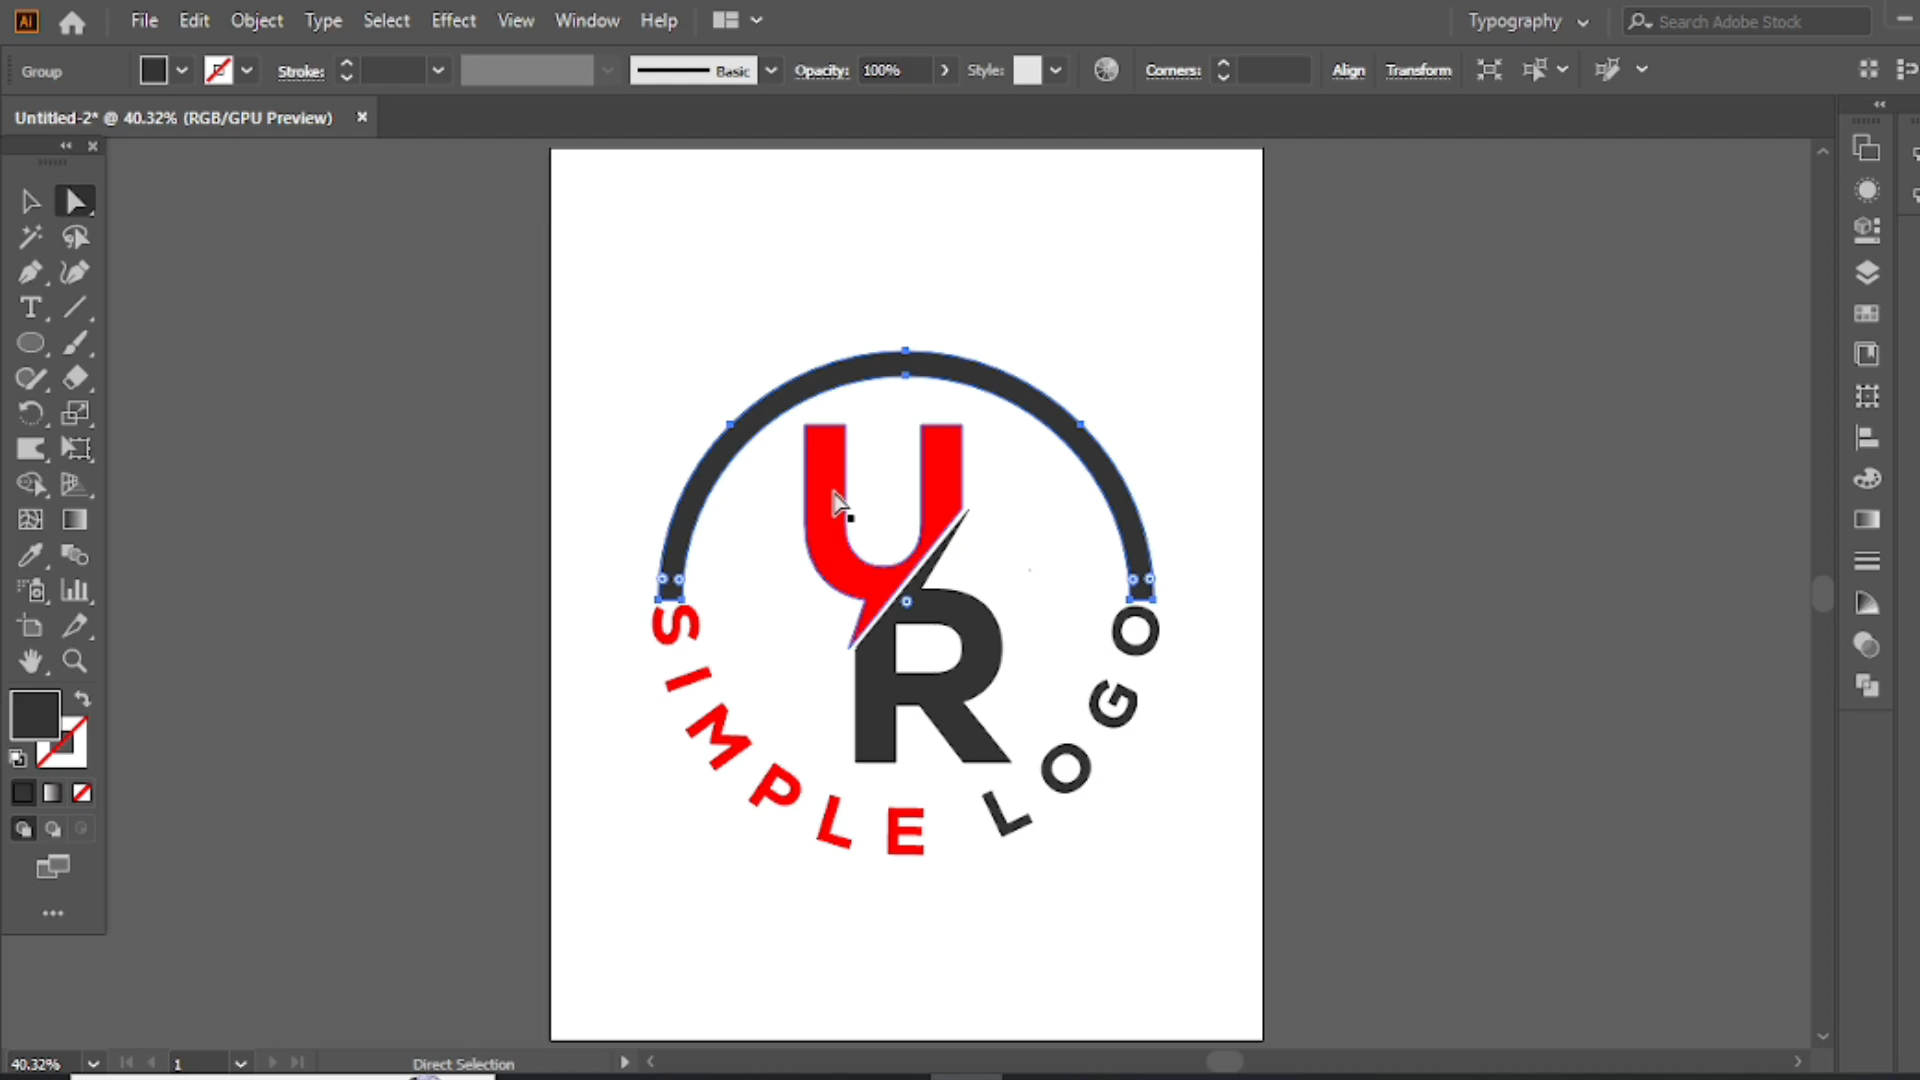 Ai File Edit Object Type Select Effect View Window Help Typography Search Adobe Stock
Group Stroke: Basic Opacity: 100% Style: Corners: Align Transform
Untitled-2* @ 40.32% (RGB/GPU Preview)
U
R
SIMPLE LOGO
40.32% 1 Direct Selection